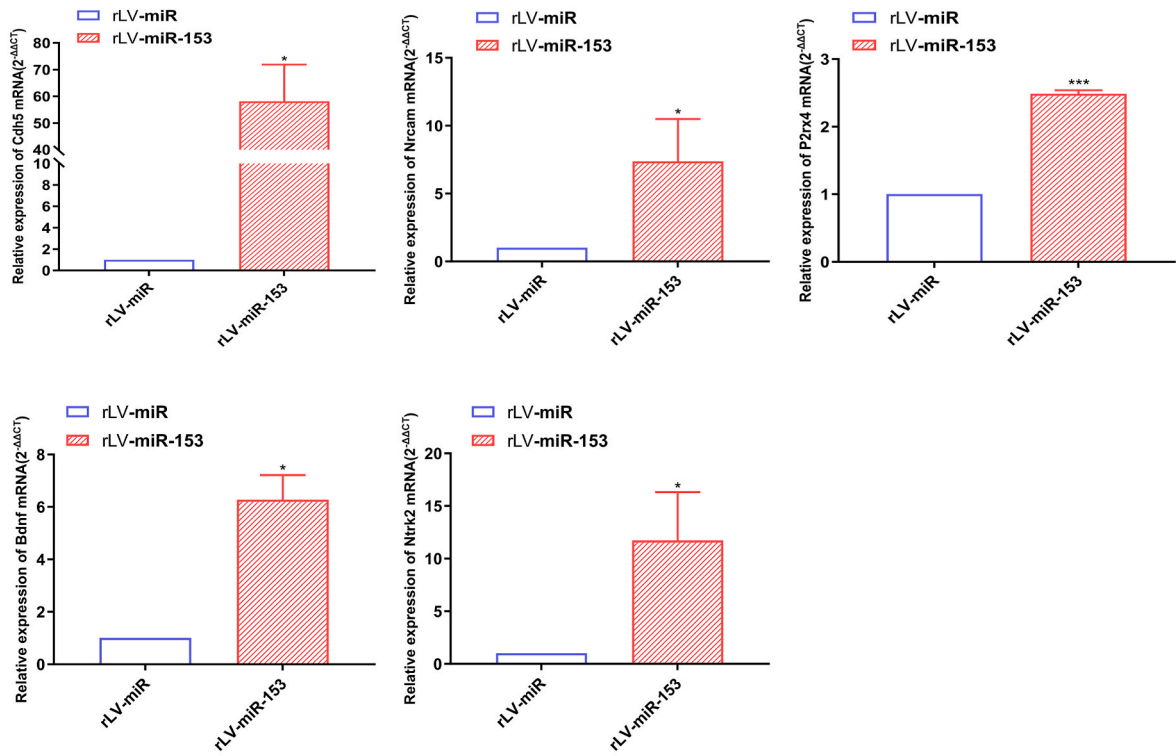 rLV-miR
rLV-miR-153
Relative expression of Cdh5 mRNA(2^-ΔΔCT)
80
70
60
50
40
10
8
6
4
2
0
*
rLV-miR
rLV-miR-153
rLV-miR
rLV-miR-153
Relative expression of Nrcam mRNA(2^-ΔΔCT)
15
10
5
0
*
rLV-miR
rLV-miR-153
rLV-miR
rLV-miR-153
Relative expression of P2rx4 mRNA(2^-ΔΔCT)
3
2
1
0
***
rLV-miR
rLV-miR-153
rLV-miR
rLV-miR-153
Relative expression of Bdnf mRNA(2^-ΔΔCT)
8
6
4
2
0
*
rLV-miR
rLV-miR-153
rLV-miR
rLV-miR-153
Relative expression of Ntrk2 mRNA(2^-ΔΔCT)
20
15
10
5
0
*
rLV-miR
rLV-miR-153